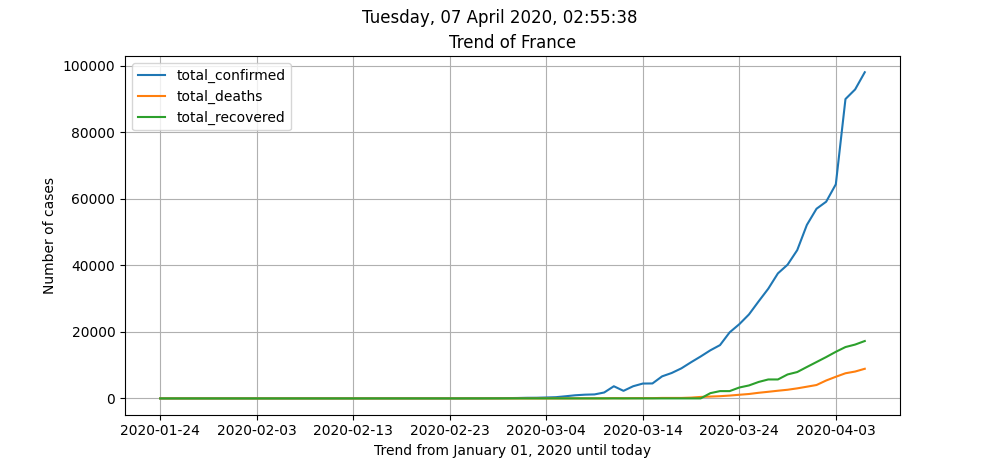 Tuesday, 07 April 2020, 02:55:38
Trend of France
total_confirmed
total_deaths
total_recovered
Number of cases
100000
80000
60000
40000
20000
0
2020-01-24 2020-02-03 2020-02-13 2020-02-23 2020-03-04 2020-03-14 2020-03-24 2020-04-03
Trend from January 01, 2020 until today